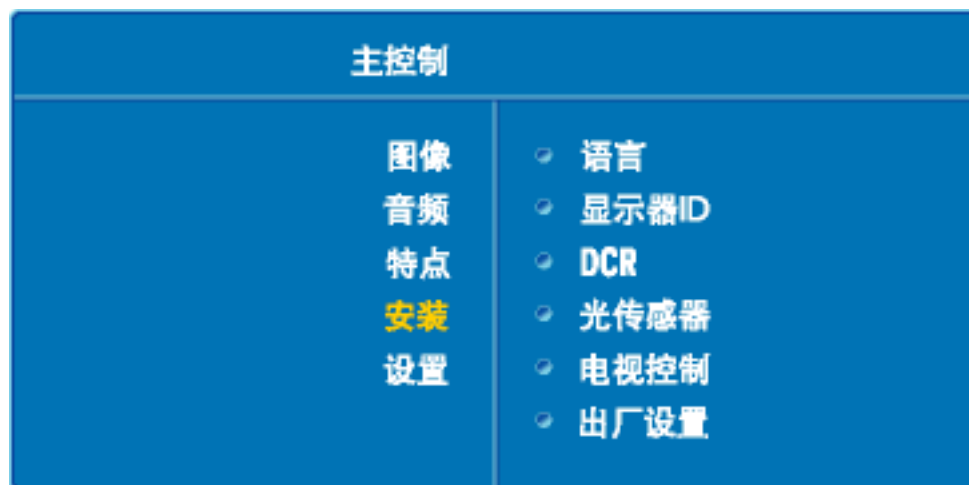 主控制
图像
音频
特点
安装
设置
语言
显示器ID
DCR
光传感器
电视控制
出厂设置